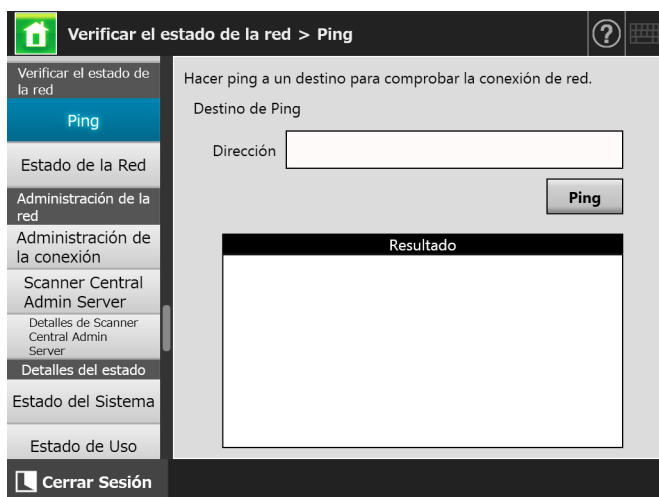 Verificar el estado de la red > Ping
?
Verificar el estado de
la red
Ping
Estado de la Red
Administración de la
red
Administración de
la conexión
Scanner Central
Admin Server
Detalles de Scanner
Central Admin
Server
Detalles del estado
Estado del Sistema
Estado de Uso
Cerrar Sesión
Hacer ping a un destino para comprobar la conexión de red.
Destino de Ping
Dirección
Ping
Resultado